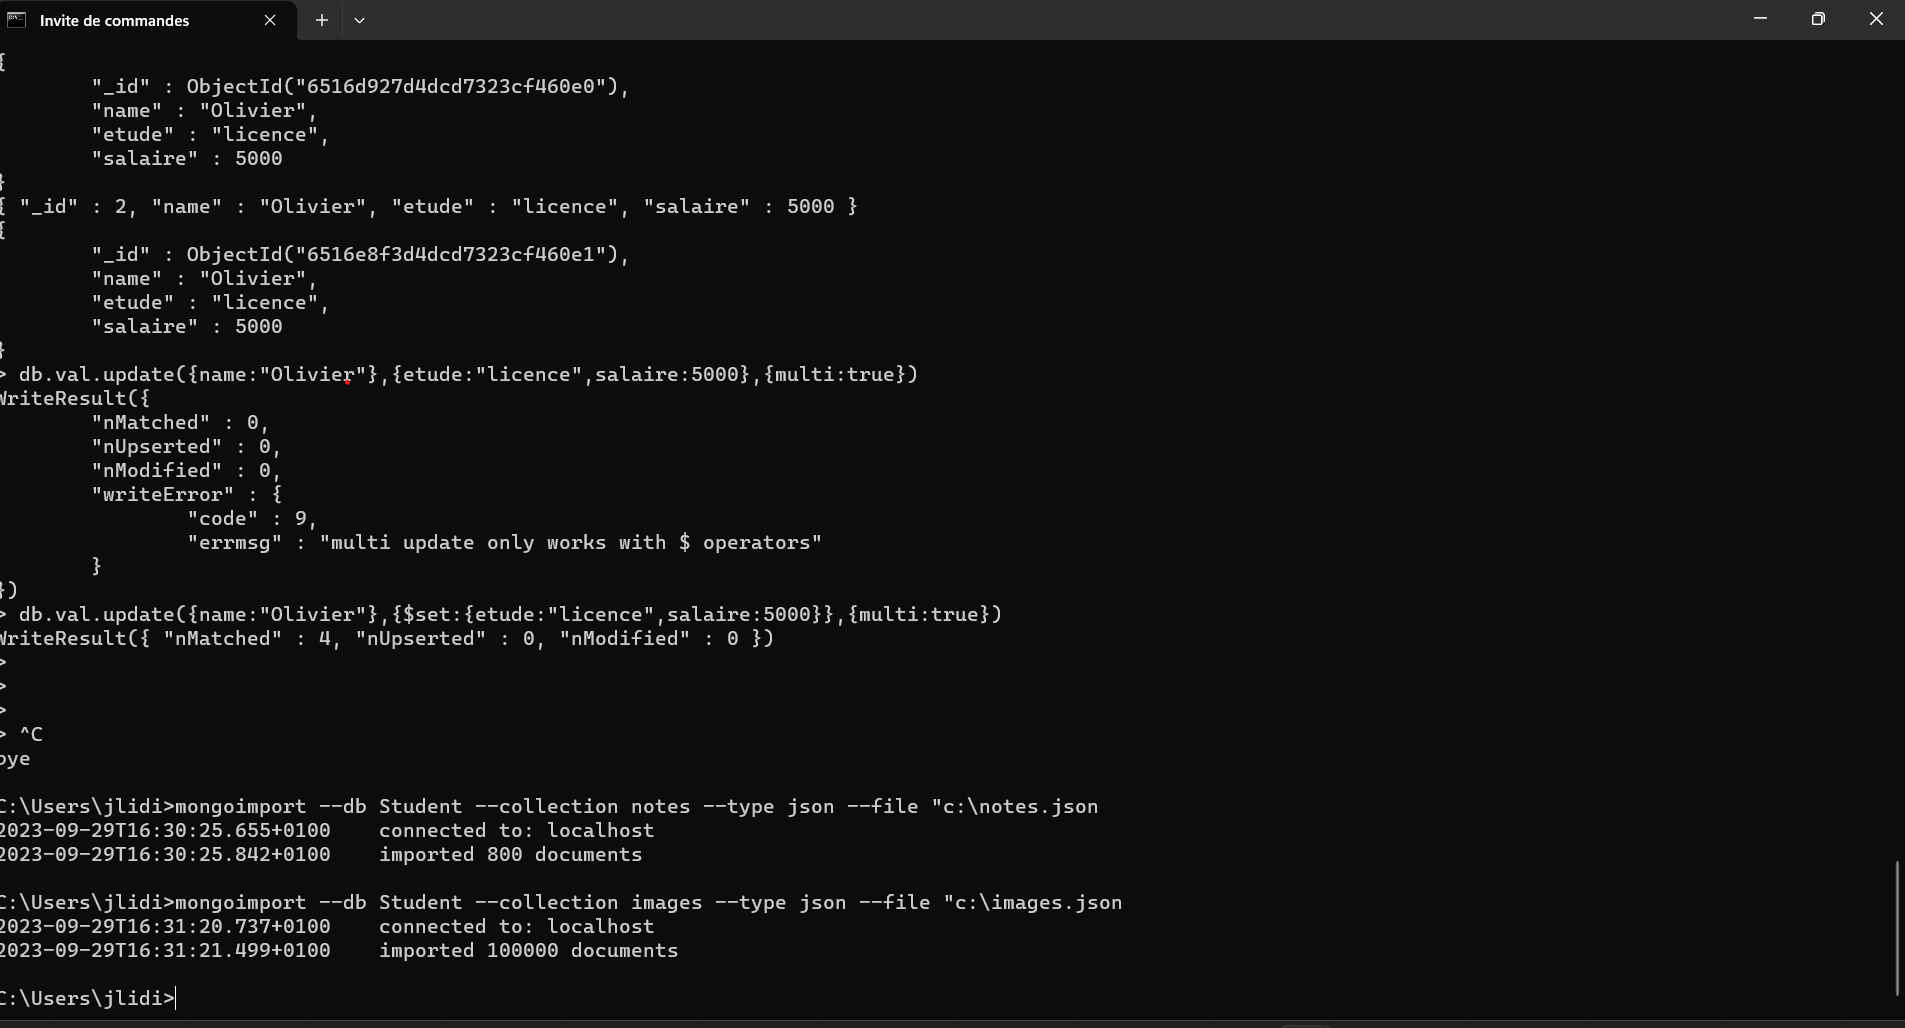 Invite de commandes
{
"_id" : ObjectId("6516d927d4dcd7323cf460e0"),
"name" : "Olivier",
"etude" : "licence",
"salaire" : 5000
}
{ "_id" : 2, "name" : "Olivier", "etude" : "licence", "salaire" : 5000 }
{
"_id" : ObjectId("6516e8f3d4dcd7323cf460e1"),
"name" : "Olivier",
"etude" : "licence",
"salaire" : 5000
}
> db.val.update({name:"Olivier"},{etude:"licence",salaire:5000},{multi:true})
WriteResult({
"nMatched" : 0,
"nUpserted" : 0,
"nModified" : 0,
"writeError" : {
"code" : 9,
"errmsg" : "multi update only works with $ operators"
}
})
> db.val.update({name:"Olivier"},{$set:{etude:"licence",salaire:5000}},{multi:true})
WriteResult({ "nMatched" : 4, "nUpserted" : 0, "nModified" : 0 })
>
>
>
> ^C
bye
C:\Users\jlidi>mongoimport --db Student --collection notes --type json --file "c:\notes.json
2023-09-29T16:30:25.655+0100    connected to: localhost
2023-09-29T16:30:25.842+0100    imported 800 documents
C:\Users\jlidi>mongoimport --db Student --collection images --type json --file "c:\images.json
2023-09-29T16:31:20.737+0100    connected to: localhost
2023-09-29T16:31:21.499+0100    imported 100000 documents
C:\Users\jlidi>